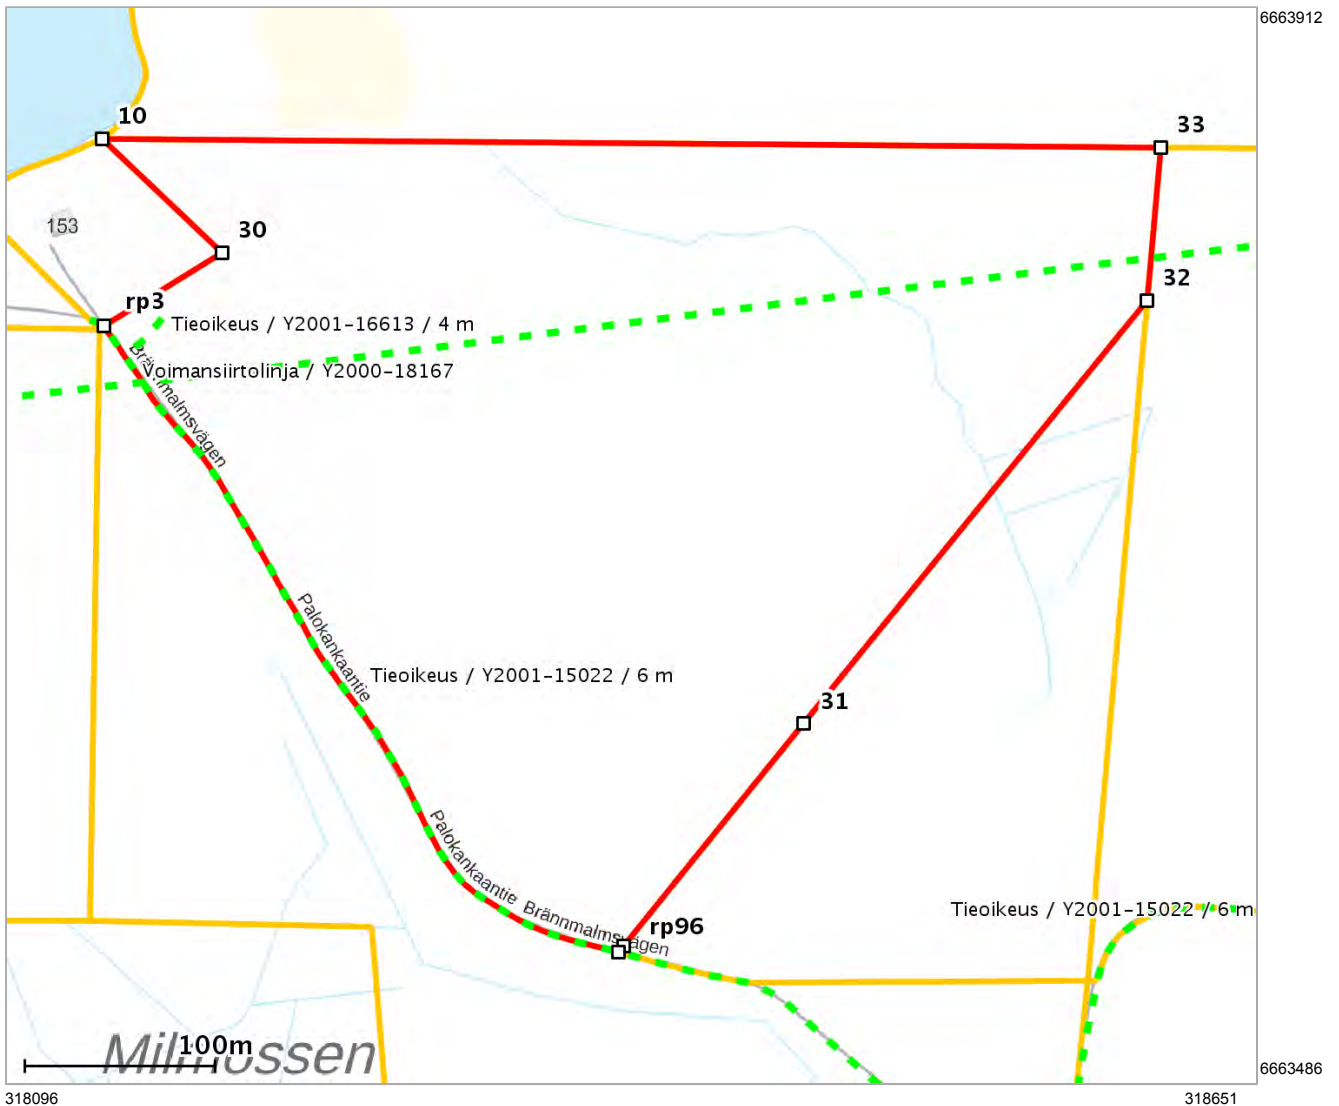 6663912
10
33
153
30
32
rp3
Tieoikeus / Y2001-16613 / 4 m
Voimansiirtolinja / Y2000-18167
Brännmalmsvägen
Palokankaantie
Tieoikeus / Y2001-15022 / 6 m
31
Palokankaantie Brännmalmsvägen
rp96
Tieoikeus / Y2001-15022 / 6 m
Milmossen
100m
6663486
318096
318651